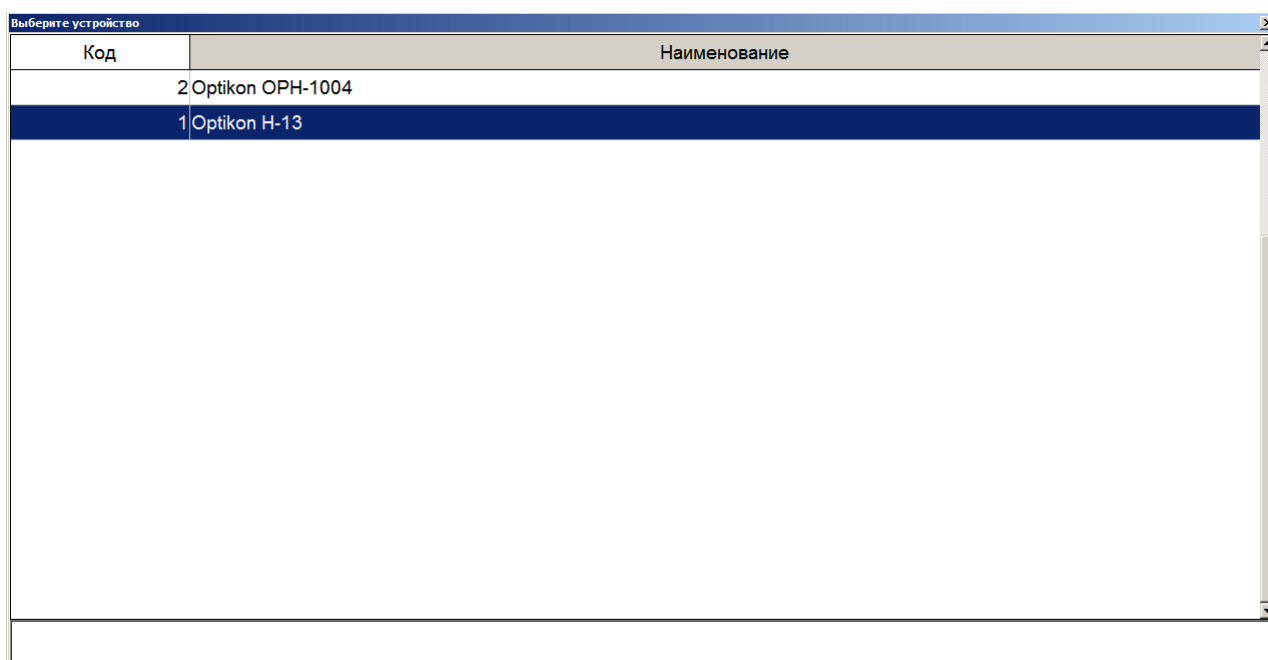 Выберите устройство
Код Наименование
2 Optikon OPH-1004
1 Optikon H-13